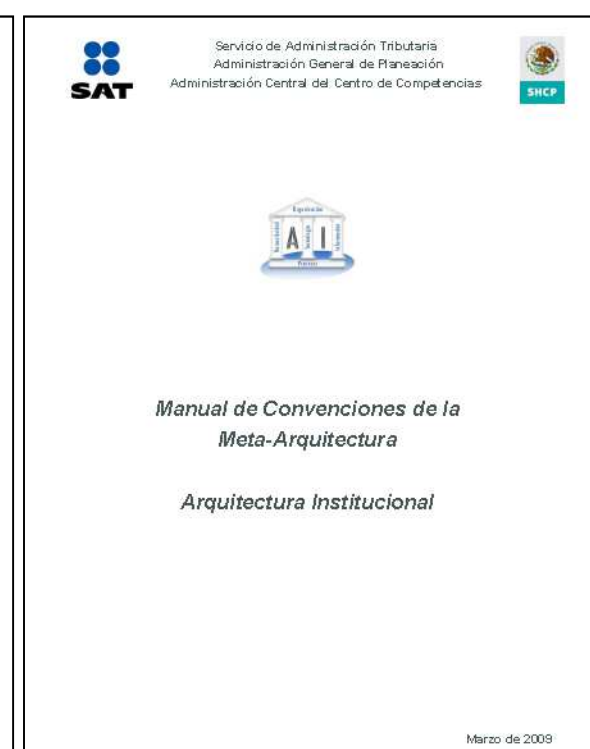 Servicio de Administración Tributaria
Administración General de Planeación
Administración Central del Centro de Competencias
SAT
SHCP
A I
Manual de Convenciones de la
Meta-Arquitectura
Arquitectura Institucional
Marzo de 2009